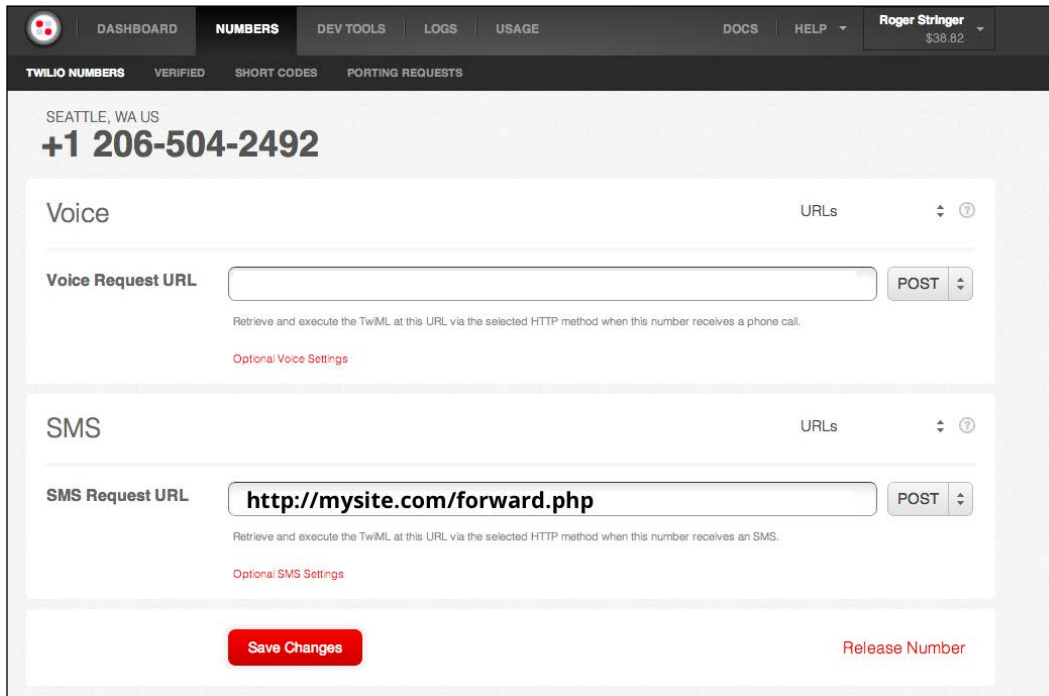 DASHBOARD NUMBERS DEV TOOLS LOGS USAGE DOCS HELP Roger Stringer
$38.82
TWILIO NUMBERS VERIFIED SHORT CODES PORTING REQUESTS
SEATTLE, WA US
+1 206-504-2492
Voice URLs ?
Voice Request URL POST
Retrieve and execute the TwiML at this URL via the selected HTTP method when this number receives a phone call.
Optional Voice Settings
SMS URLs ?
SMS Request URL http://mysite.com/forward.php POST
Retrieve and execute the TwiML at this URL via the selected HTTP method when this number receives an SMS.
Optional SMS Settings
Save Changes Release Number